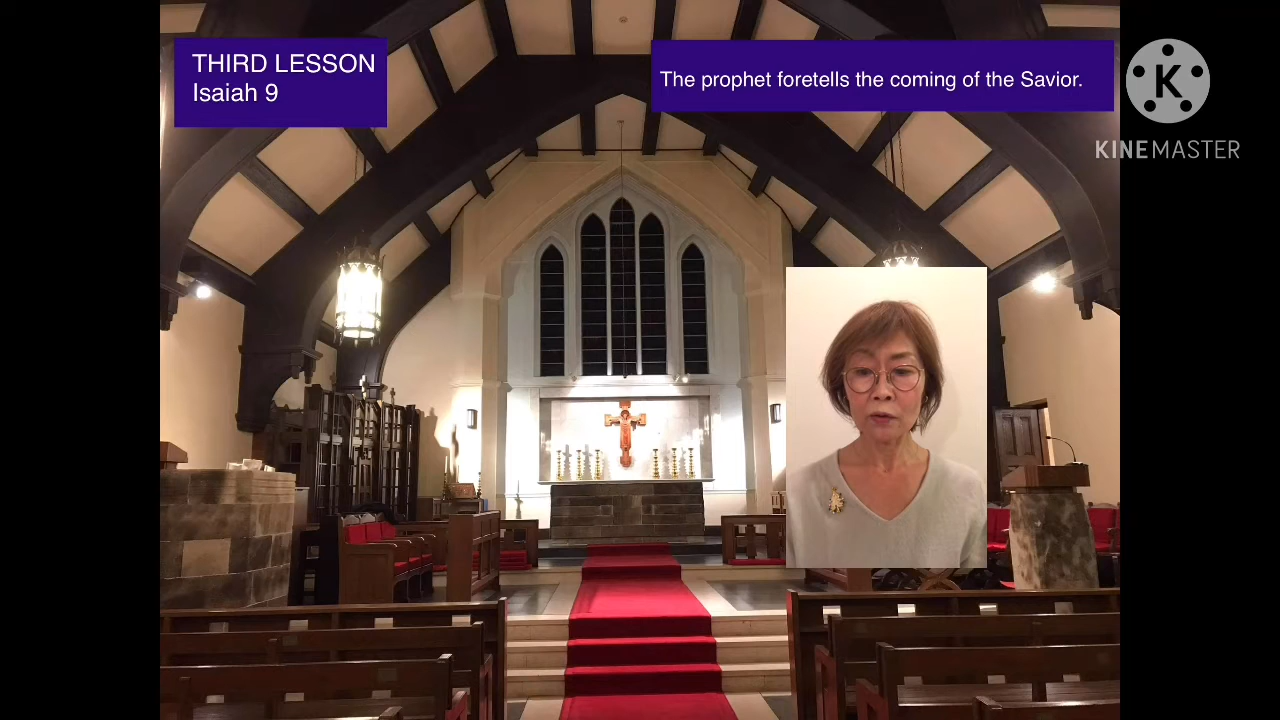 THIRD LESSON
Isaiah 9
The prophet foretells the coming of the Savior.
K
KINEMASTER